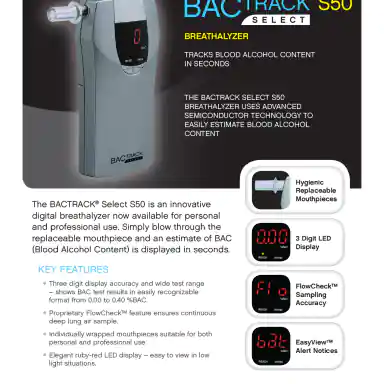 BACTRACK S50
SELECT
BREATHALYZER
TRACKS BLOOD ALCOHOL CONTENT
IN SECONDS
THE BACTRACK SELECT S50
BREATHALYZER USES ADVANCED
SEMICONDUCTOR TECHNOLOGY TO
EASILY ESTIMATE BLOOD ALCOHOL
CONTENT
0
BACTRACK
The BACTRACK® Select S50 is an innovative
digital breathalyzer now available for personal
and professional use. Simply blow through the
replaceable mouthpiece and an estimate of BAC
(Blood Alcohol Content) is displayed in seconds.
KEY FEATURES
• Three digit display accuracy and wide test range
– shows BAC test results in easily recognizable
format from 0.00 to 0.40 %BAC.
• Proprietary FlowCheck™ feature ensures continuous
deep lung air sample.
• Individually wrapped mouthpieces suitable for both
personal and professional use
• Elegant ruby-red LED display – easy to view in low
light situations.
Hygienic
Replaceable
Mouthpieces
0.00
3 Digit LED
Display
Flo
FlowCheck™
Sampling
Accuracy
bAt
EasyView™
Alert Notices